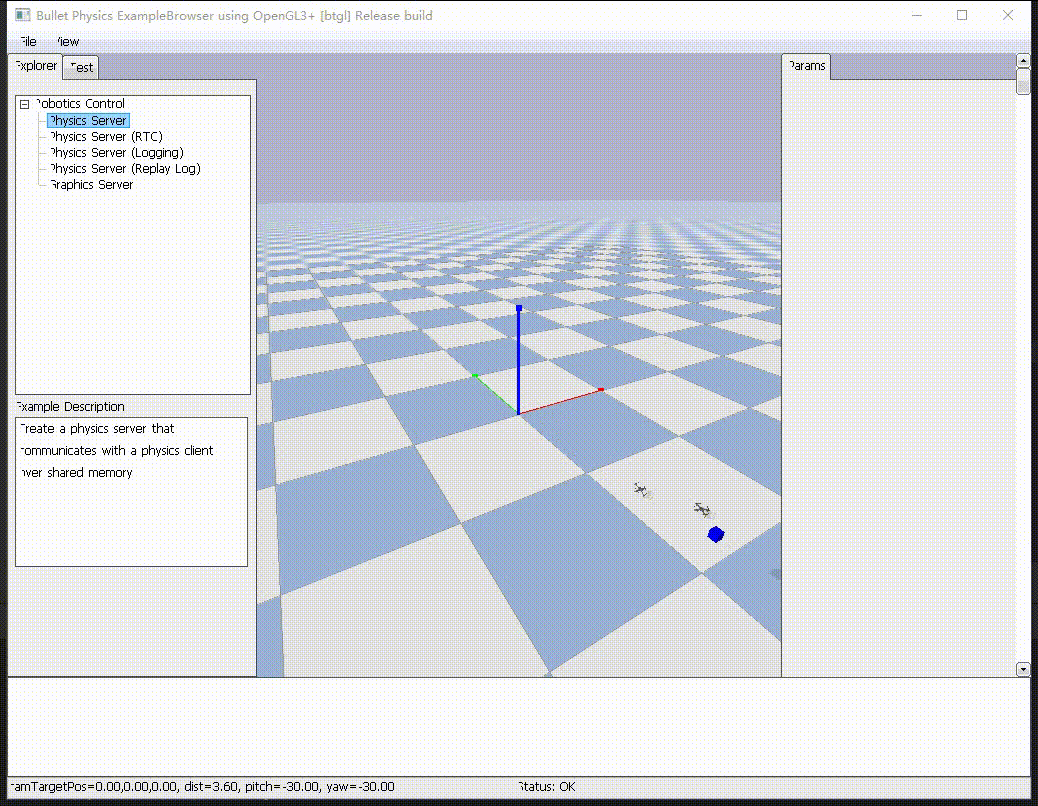 Bullet Physics ExampleBrowser using OpenGL3+ [btgl] Release build
File View
Explorer Test
Params
Robotics Control
Physics Server
Physics Server (RTC)
Physics Server (Logging)
Physics Server (Replay Log)
Graphics Server
Example Description
Create a physics server that
communicates with a physics client
over shared memory
camTargetPos=0.00,0.00,0.00, dist=3.60, pitch=-30.00, yaw=-30.00
Status: OK